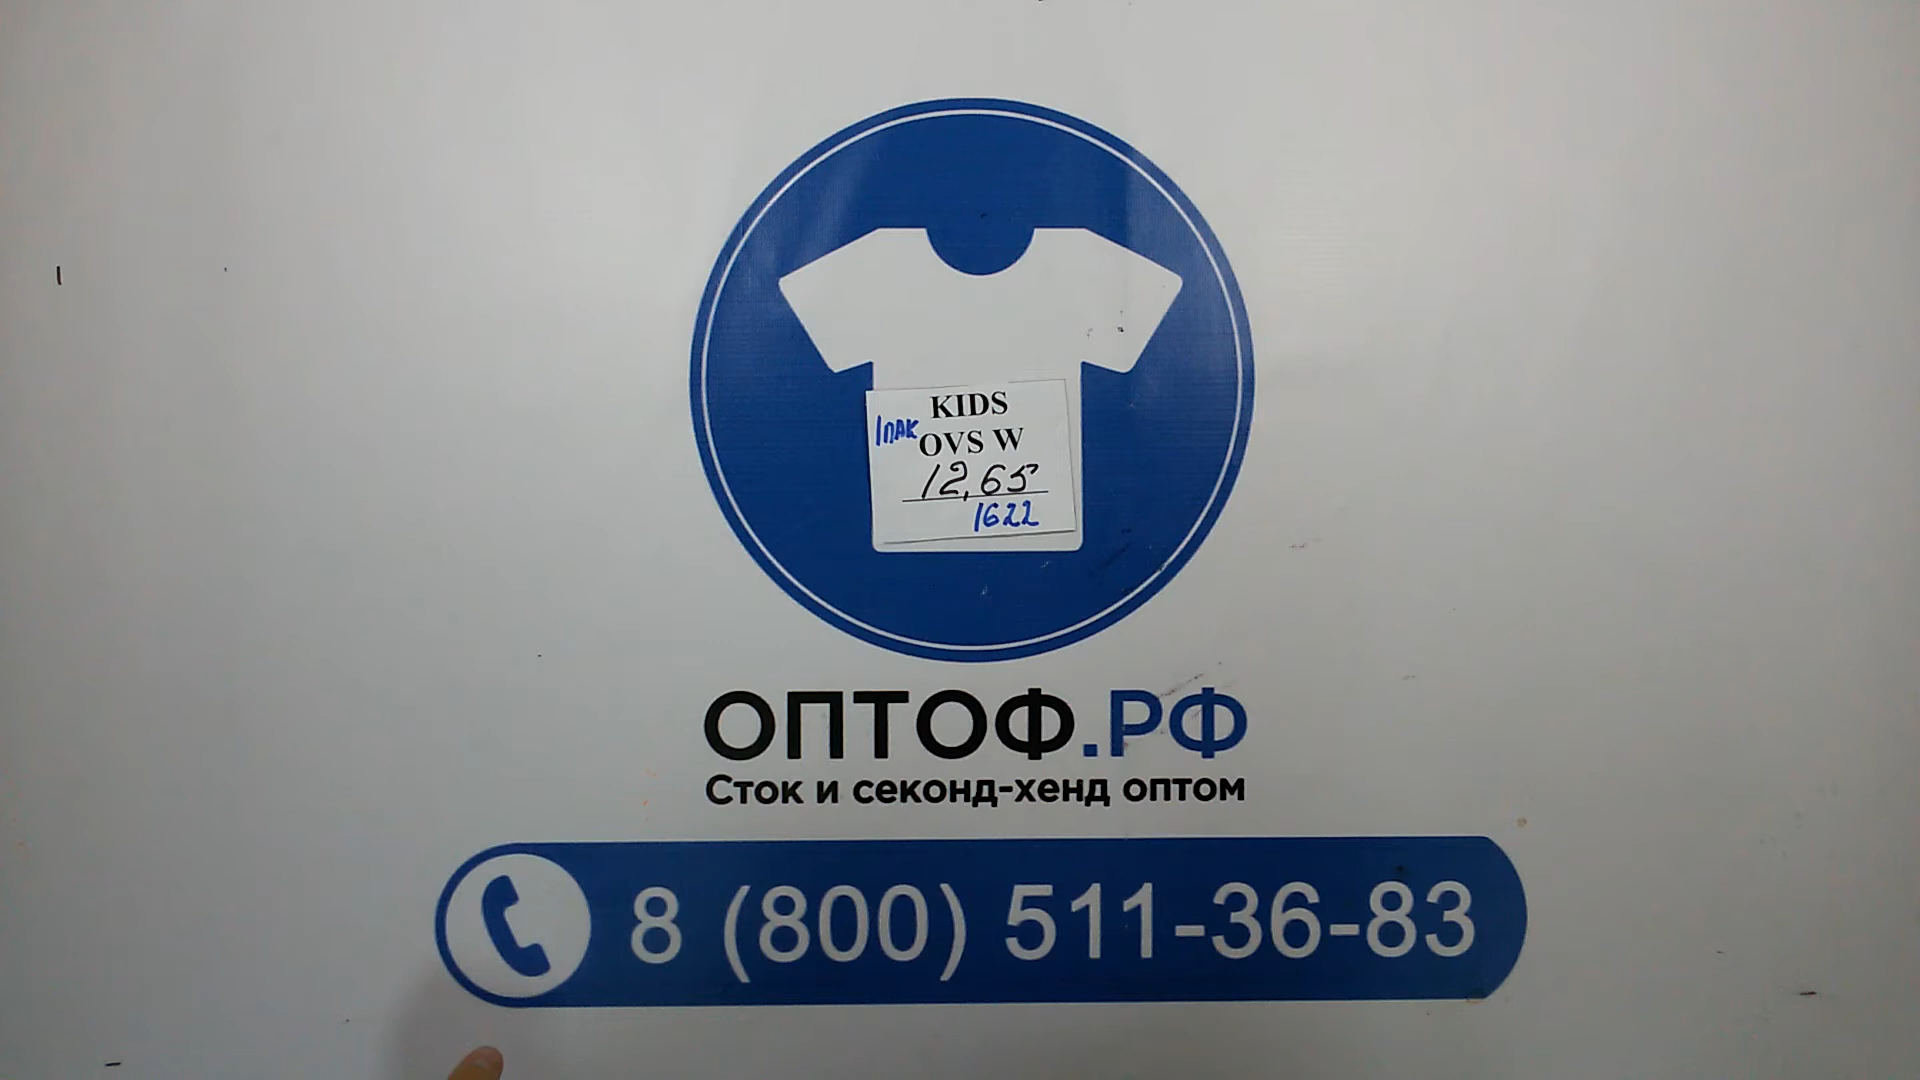 KIDS
1пак
OVS W
12,65
1622
ОПТОФ.РФ
Сток и секонд-хенд оптом
8 (800) 511-36-83